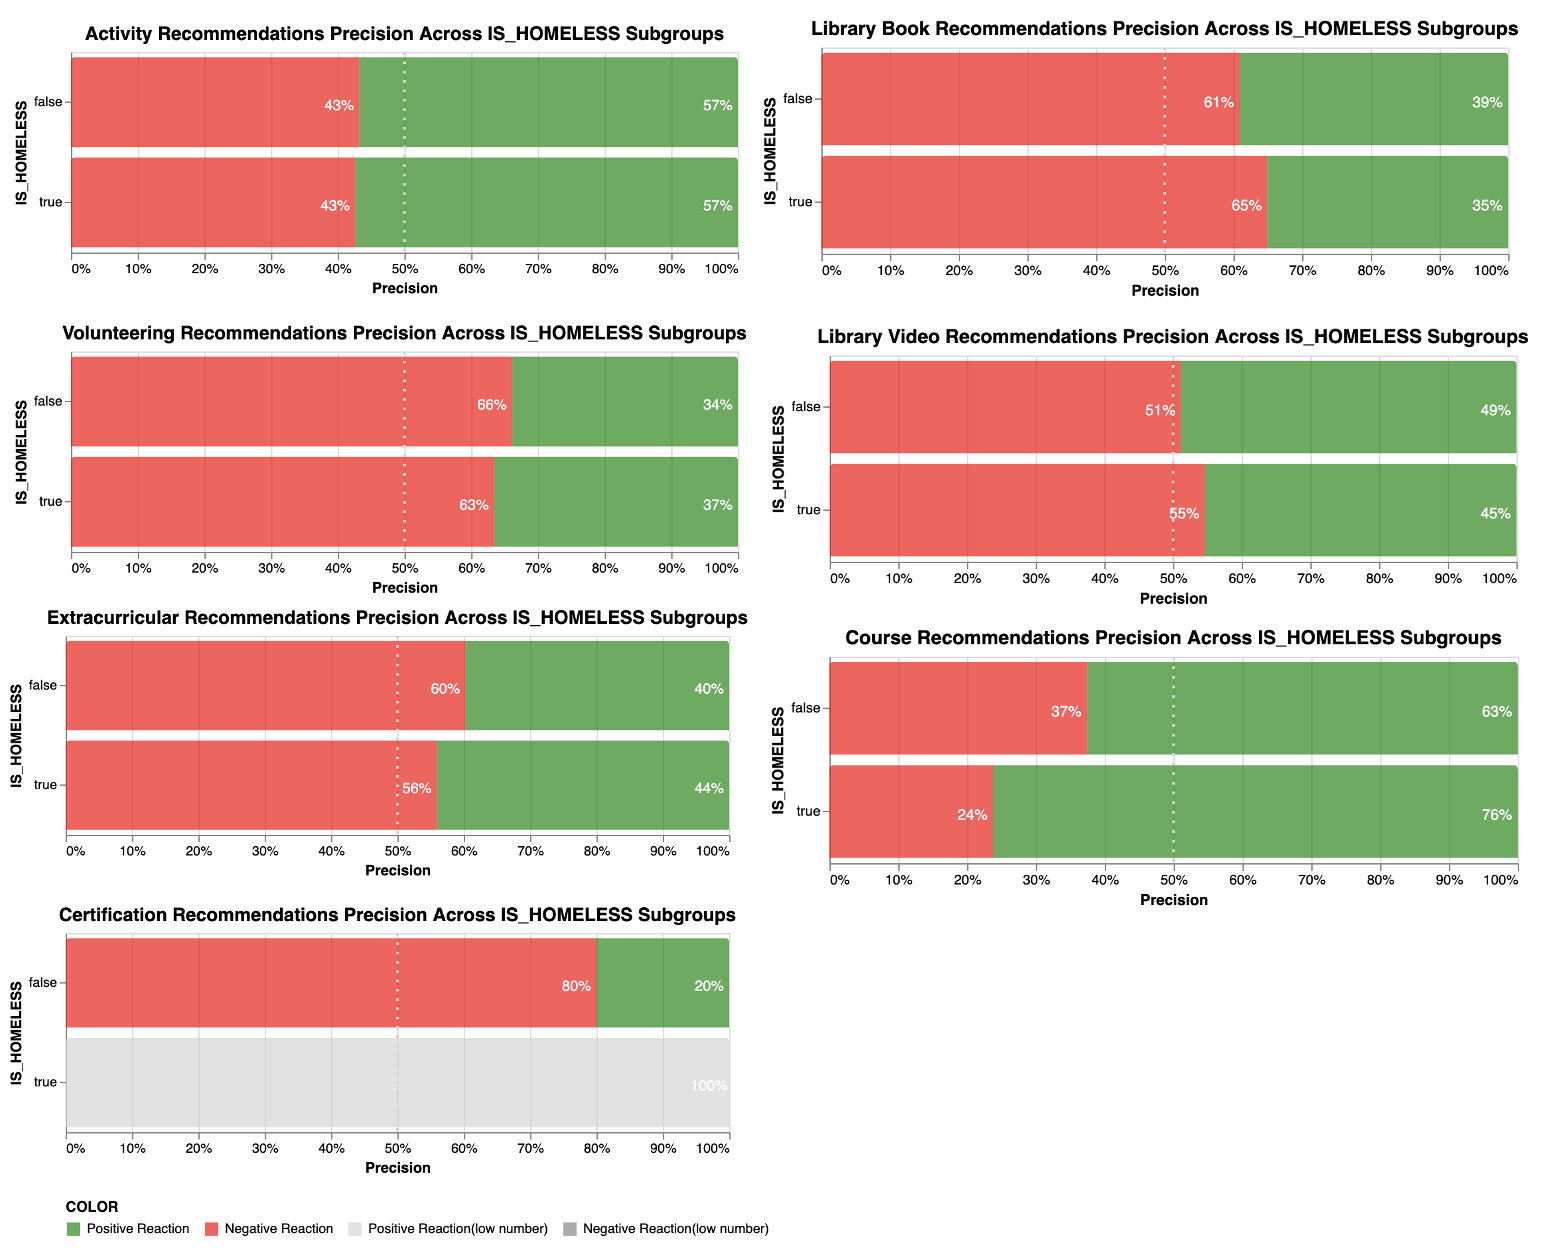 Activity Recommendations Precision Across IS_HOMELESS Subgroups
IS_HOMELESS
false
43%
57%
true
43%
57%
0% 10% 20% 30% 40% 50% 60% 70% 80% 90% 100%
Precision
Library Book Recommendations Precision Across IS_HOMELESS Subgroups
IS_HOMELESS
false
61%
39%
true
65%
35%
0% 10% 20% 30% 40% 50% 60% 70% 80% 90% 100%
Precision
Volunteering Recommendations Precision Across IS_HOMELESS Subgroups
IS_HOMELESS
false
66%
34%
true
63%
37%
0% 10% 20% 30% 40% 50% 60% 70% 80% 90% 100%
Precision
Library Video Recommendations Precision Across IS_HOMELESS Subgroups
IS_HOMELESS
false
51%
49%
true
55%
45%
0% 10% 20% 30% 40% 50% 60% 70% 80% 90% 100%
Precision
Extracurricular Recommendations Precision Across IS_HOMELESS Subgroups
IS_HOMELESS
false
60%
40%
true
56%
44%
0% 10% 20% 30% 40% 50% 60% 70% 80% 90% 100%
Precision
Course Recommendations Precision Across IS_HOMELESS Subgroups
IS_HOMELESS
false
37%
63%
true
24%
76%
0% 10% 20% 30% 40% 50% 60% 70% 80% 90% 100%
Precision
Certification Recommendations Precision Across IS_HOMELESS Subgroups
IS_HOMELESS
false
80%
20%
true
100%
0% 10% 20% 30% 40% 50% 60% 70% 80% 90% 100%
Precision
COLOR
Positive Reaction Negative Reaction Positive Reaction(low number) Negative Reaction(low number)